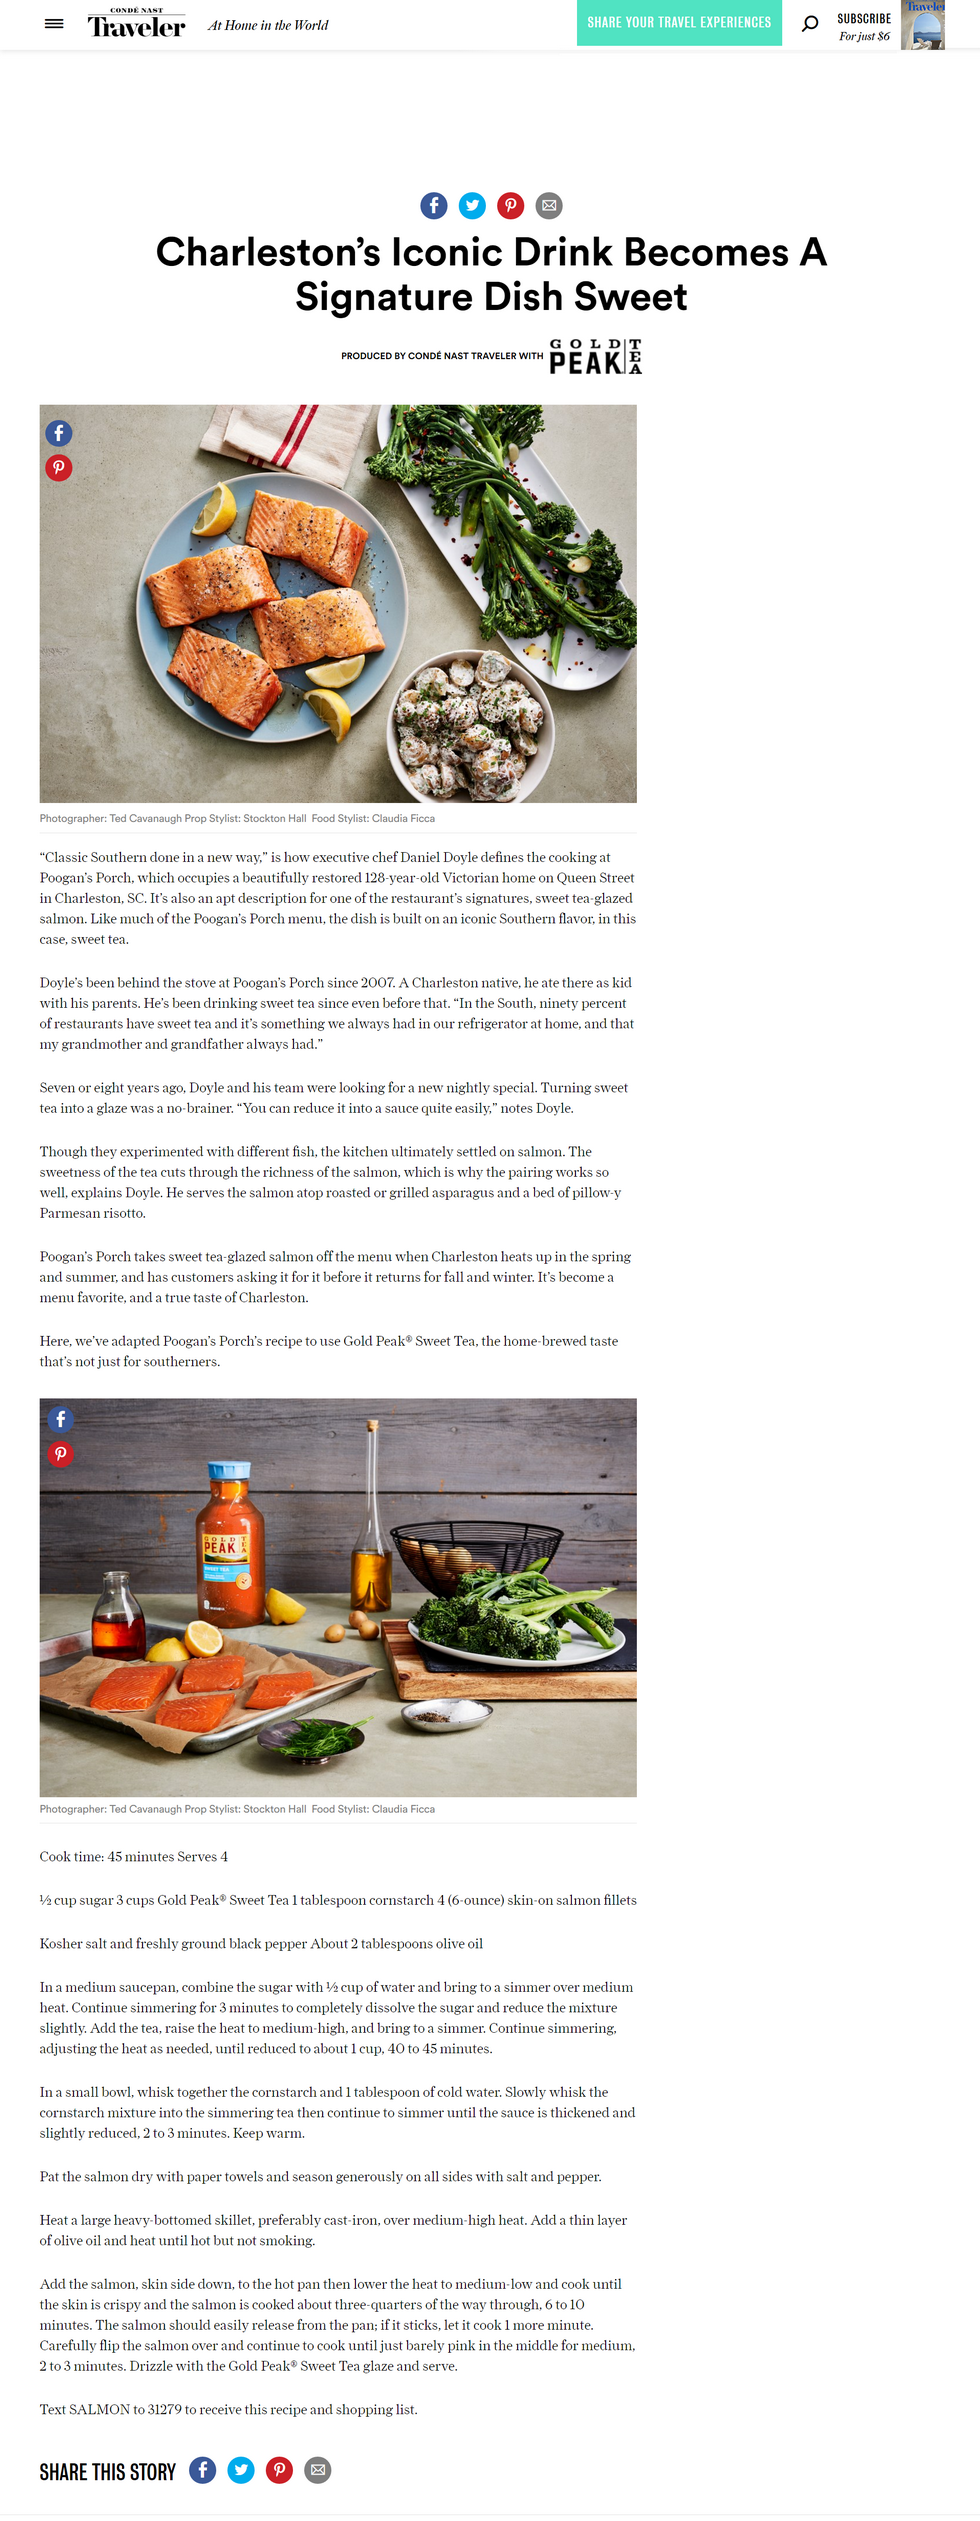 CONDÉ NAST
Traveler
At Home in the World
SHARE YOUR TRAVEL EXPERIENCES
SUBSCRIBE
For just $6
Traveler
Charleston’s Iconic Drink Becomes A
Signature Dish Sweet
PRODUCED BY CONDÉ NAST TRAVELER WITH
GOLD PEAK TEA
Photographer: Ted Cavanaugh Prop Stylist: Stockton Hall  Food Stylist: Claudia Ficca
“Classic Southern done in a new way,” is how executive chef Daniel Doyle defines the cooking at
Poogan’s Porch, which occupies a beautifully restored 128-year-old Victorian home on Queen Street
in Charleston, SC. It’s also an apt description for one of the restaurant’s signatures, sweet tea-glazed
salmon. Like much of the Poogan’s Porch menu, the dish is built on an iconic Southern flavor, in this
case, sweet tea.
Doyle’s been behind the stove at Poogan’s Porch since 2007. A Charleston native, he ate there as kid
with his parents. He’s been drinking sweet tea since even before that. “In the South, ninety percent
of restaurants have sweet tea and it’s something we always had in our refrigerator at home, and that
my grandmother and grandfather always had.”
Seven or eight years ago, Doyle and his team were looking for a new nightly special. Turning sweet
tea into a glaze was a no-brainer. “You can reduce it into a sauce quite easily,” notes Doyle.
Though they experimented with different fish, the kitchen ultimately settled on salmon. The
sweetness of the tea cuts through the richness of the salmon, which is why the pairing works so
well, explains Doyle. He serves the salmon atop roasted or grilled asparagus and a bed of pillow-y
Parmesan risotto.
Poogan’s Porch takes sweet tea-glazed salmon off the menu when Charleston heats up in the spring
and summer, and has customers asking it for it before it returns for fall and winter. It’s become a
menu favorite, and a true taste of Charleston.
Here, we’ve adapted Poogan’s Porch’s recipe to use Gold Peak® Sweet Tea, the home-brewed taste
that’s not just for southerners.
GOLD PEAK TEA
SWEET TEA
Photographer: Ted Cavanaugh Prop Stylist: Stockton Hall  Food Stylist: Claudia Ficca
Cook time: 45 minutes Serves 4
½ cup sugar 3 cups Gold Peak® Sweet Tea 1 tablespoon cornstarch 4 (6-ounce) skin-on salmon fillets
Kosher salt and freshly ground black pepper About 2 tablespoons olive oil
In a medium saucepan, combine the sugar with ½ cup of water and bring to a simmer over medium
heat. Continue simmering for 3 minutes to completely dissolve the sugar and reduce the mixture
slightly. Add the tea, raise the heat to medium-high, and bring to a simmer. Continue simmering,
adjusting the heat as needed, until reduced to about 1 cup, 40 to 45 minutes.
In a small bowl, whisk together the cornstarch and 1 tablespoon of cold water. Slowly whisk the
cornstarch mixture into the simmering tea then continue to simmer until the sauce is thickened and
slightly reduced, 2 to 3 minutes. Keep warm.
Pat the salmon dry with paper towels and season generously on all sides with salt and pepper.
Heat a large heavy-bottomed skillet, preferably cast-iron, over medium-high heat. Add a thin layer
of olive oil and heat until hot but not smoking.
Add the salmon, skin side down, to the hot pan then lower the heat to medium-low and cook until
the skin is crispy and the salmon is cooked about three-quarters of the way through, 6 to 10
minutes. The salmon should easily release from the pan; if it sticks, let it cook 1 more minute.
Carefully flip the salmon over and continue to cook until just barely pink in the middle for medium,
2 to 3 minutes. Drizzle with the Gold Peak® Sweet Tea glaze and serve.
Text SALMON to 31279 to receive this recipe and shopping list.
SHARE THIS STORY